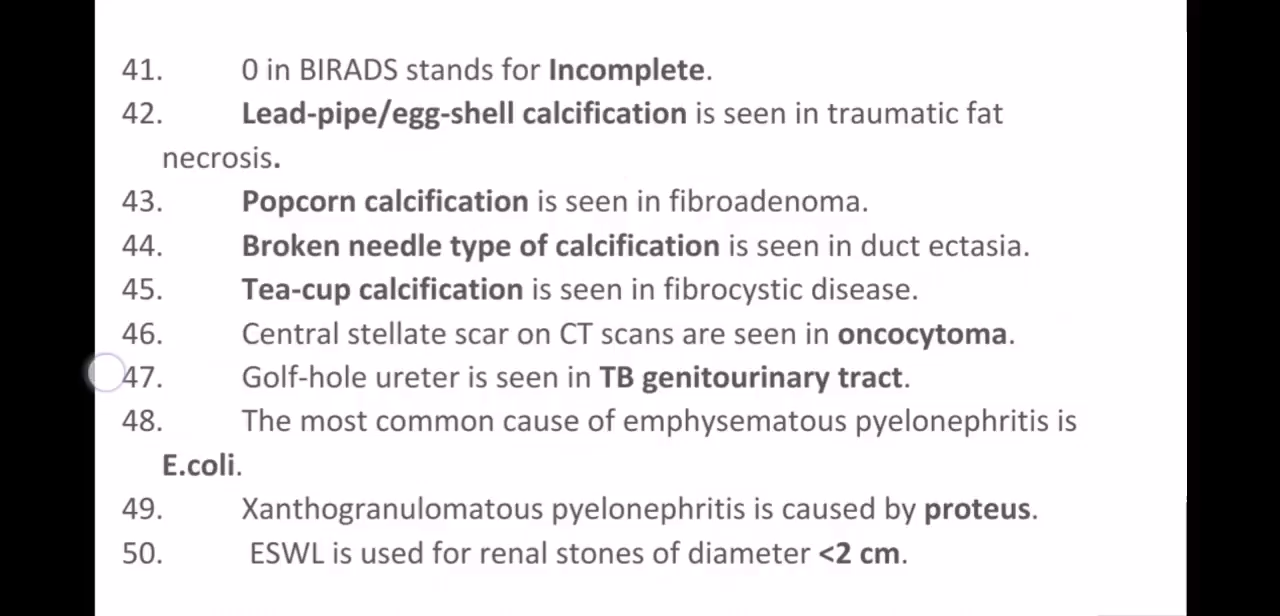 41. 0 in BIRADS stands for Incomplete.
42. Lead-pipe/egg-shell calcification is seen in traumatic fat
necrosis.
43. Popcorn calcification is seen in fibroadenoma.
44. Broken needle type of calcification is seen in duct ectasia.
45. Tea-cup calcification is seen in fibrocystic disease.
46. Central stellate scar on CT scans are seen in oncocytoma.
47. Golf-hole ureter is seen in TB genitourinary tract.
48. The most common cause of emphysematous pyelonephritis is
E.coli.
49. Xanthogranulomatous pyelonephritis is caused by proteus.
50. ESWL is used for renal stones of diameter <2 cm.